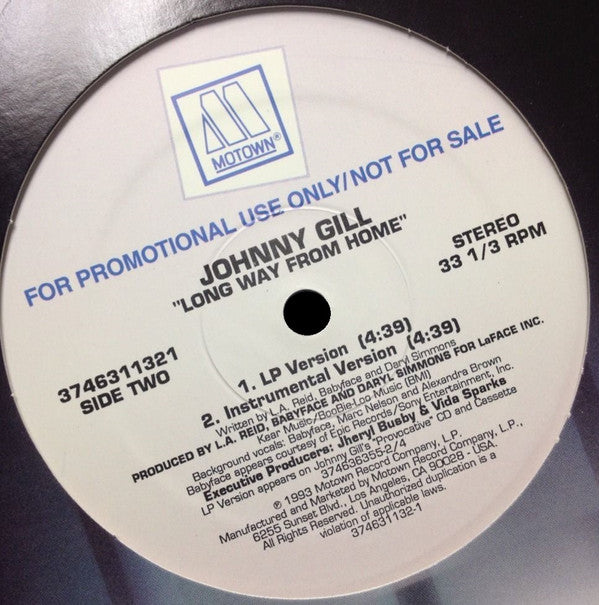 MOTOWN®
FOR PROMOTIONAL USE ONLY/NOT FOR SALE
JOHNNY GILL
"LONG WAY FROM HOME"
STEREO
33 1/3 RPM
3746311321
SIDE TWO
1. LP Version (4:39)
2. Instrumental Version (4:39)
Written by L.A. Reid, Babyface and Daryl Simmons
PRODUCED BY L.A. REID, BABYFACE AND DARYL SIMMONS FOR LaFACE INC.
Kear Music/BooBie-Loo Music (BMI)
Background vocals: Babyface, Marc Nelson and Alexandra Brown
Babyface appears courtesy of Epic Records/Sony Entertainment, Inc.
Executive Producers: Jheryl Busby & Vida Sparks
LP Version appears on Johnny Gill's "Provocative" CD and Cassette
374636355-2/4
℗ 1993 Motown Record Company, L.P.
Manufactured and Marketed by Motown Record Company, L.P.,
6255 Sunset Blvd., Los Angeles, CA 90028 - USA.
All Rights Reserved. Unauthorized duplication is a
violation of applicable laws.
374631132-1